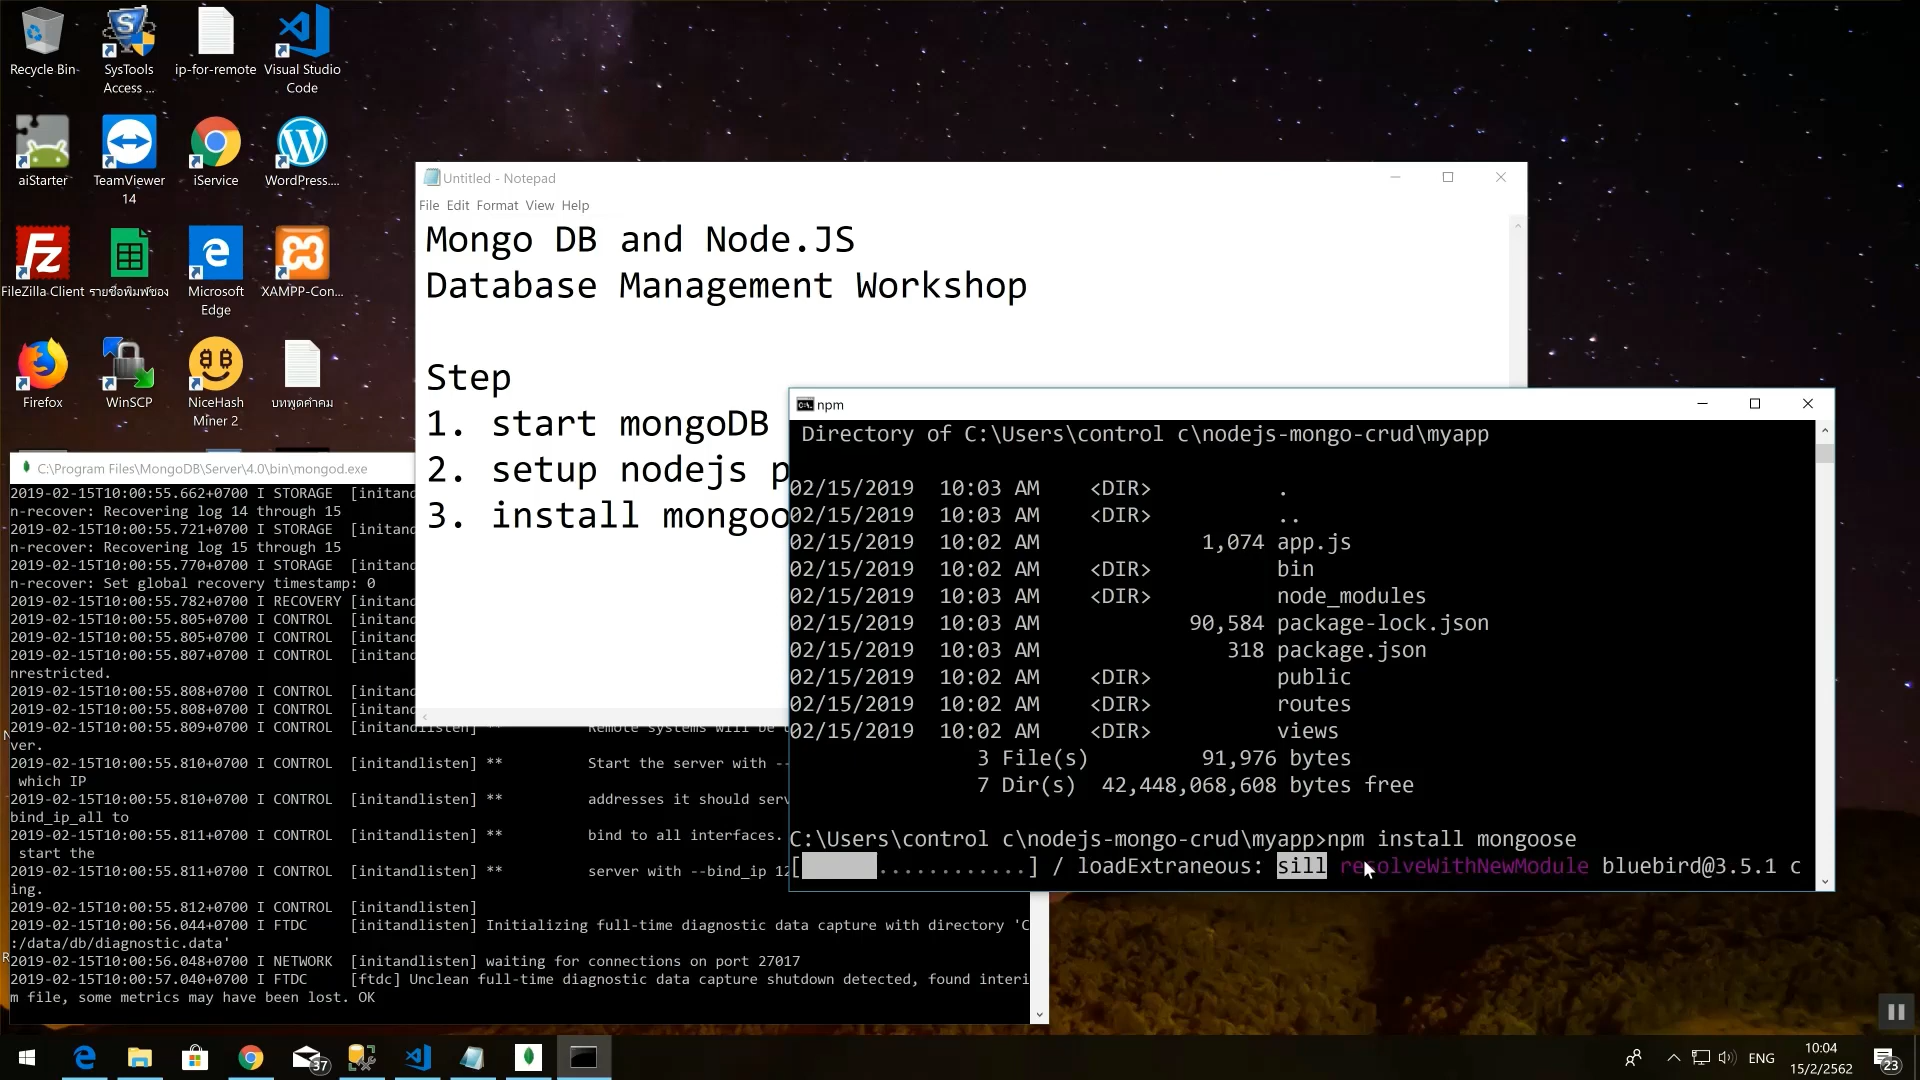 Recycle Bin
SysTools
Access ...
ip-for-remote
Visual Studio
Code
aiStarter
TeamViewer
14
iService
WordPress....
FileZilla Client
รายชื่อพิมพ์ของ
Microsoft
Edge
XAMPP-Con...
Firefox
WinSCP
NiceHash
Miner 2
บทพูดคำคม
Untitled - Notepad
File Edit Format View Help
Mongo DB and Node.JS
Database Management Workshop
Step
1. start mongoDB
2. setup nodejs p
3. install mongoo
C:\Program Files\MongoDB\Server\4.0\bin\mongod.exe
2019-02-15T10:00:55.662+0700 I STORAGE [initand
n-recover: Recovering log 14 through 15
2019-02-15T10:00:55.721+0700 I STORAGE [initand
n-recover: Recovering log 15 through 15
2019-02-15T10:00:55.770+0700 I STORAGE [initand
n-recover: Set global recovery timestamp: 0
2019-02-15T10:00:55.782+0700 I RECOVERY [initand
2019-02-15T10:00:55.805+0700 I CONTROL [initand
2019-02-15T10:00:55.805+0700 I CONTROL [initand
2019-02-15T10:00:55.807+0700 I CONTROL [initand
nrestricted.
2019-02-15T10:00:55.808+0700 I CONTROL [initand
2019-02-15T10:00:55.808+0700 I CONTROL [initand
2019-02-15T10:00:55.809+0700 I CONTROL [initandlisten] ** Remote systems will be
ver.
2019-02-15T10:00:55.810+0700 I CONTROL [initandlisten] ** Start the server with --
which IP
2019-02-15T10:00:55.810+0700 I CONTROL [initandlisten] ** addresses it should serv
bind_ip_all to
2019-02-15T10:00:55.811+0700 I CONTROL [initandlisten] ** bind to all interfaces.
start the
2019-02-15T10:00:55.811+0700 I CONTROL [initandlisten] ** server with --bind_ip 12
ing.
2019-02-15T10:00:55.812+0700 I CONTROL [initandlisten]
2019-02-15T10:00:56.044+0700 I FTDC [initandlisten] Initializing full-time diagnostic data capture with directory 'C
:/data/db/diagnostic.data'
2019-02-15T10:00:56.048+0700 I NETWORK [initandlisten] waiting for connections on port 27017
2019-02-15T10:00:57.040+0700 I FTDC [ftdc] Unclean full-time diagnostic data capture shutdown detected, found interi
m file, some metrics may have been lost. OK
npm
Directory of C:\Users\control c\nodejs-mongo-crud\myapp
02/15/2019 10:03 AM <DIR> .
02/15/2019 10:03 AM <DIR> ..
02/15/2019 10:02 AM 1,074 app.js
02/15/2019 10:02 AM <DIR> bin
02/15/2019 10:03 AM <DIR> node_modules
02/15/2019 10:03 AM 90,584 package-lock.json
02/15/2019 10:03 AM 318 package.json
02/15/2019 10:02 AM <DIR> public
02/15/2019 10:02 AM <DIR> routes
02/15/2019 10:02 AM <DIR> views
3 File(s) 91,976 bytes
7 Dir(s) 42,448,068,608 bytes free
C:\Users\control c\nodejs-mongo-crud\myapp>npm install mongoose
[ ............] / loadExtraneous: sill resolveWithNewModule bluebird@3.5.1 c
37
ENG
10:04
15/2/2562
23